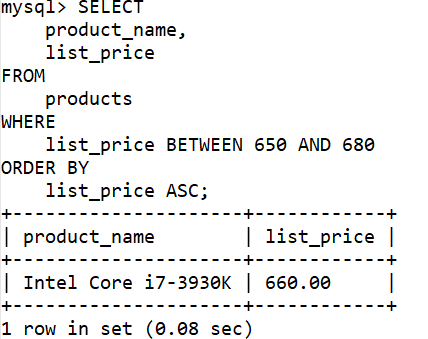 mysql> SELECT
    product_name,
    list_price
FROM
    products
WHERE
    list_price BETWEEN 650 AND 680
ORDER BY
    list_price ASC;
+----------------------+------------+
| product_name         | list_price |
+----------------------+------------+
| Intel Core i7-3930K | 660.00     |
+----------------------+------------+
1 row in set (0.08 sec)